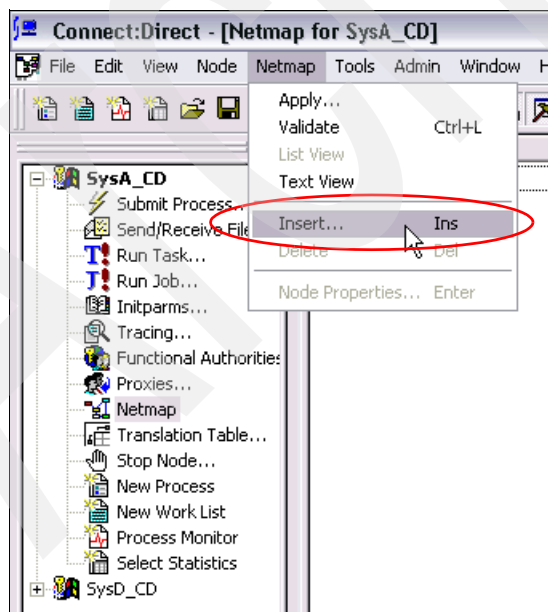 Connect:Direct - [Netmap for SysA_CD]
File Edit View Node Netmap Tools Admin Window H
Apply...
Validate Ctrl+L
List View
Text View
Insert... Ins
Delete Del
Node Properties... Enter
SysA_CD
Submit Process...
Send/Receive File
Run Task...
Run Job...
Initparms...
Tracing...
Functional Authorities
Proxies...
Netmap
Translation Table...
Stop Node...
New Process
New Work List
Process Monitor
Select Statistics
SysD_CD